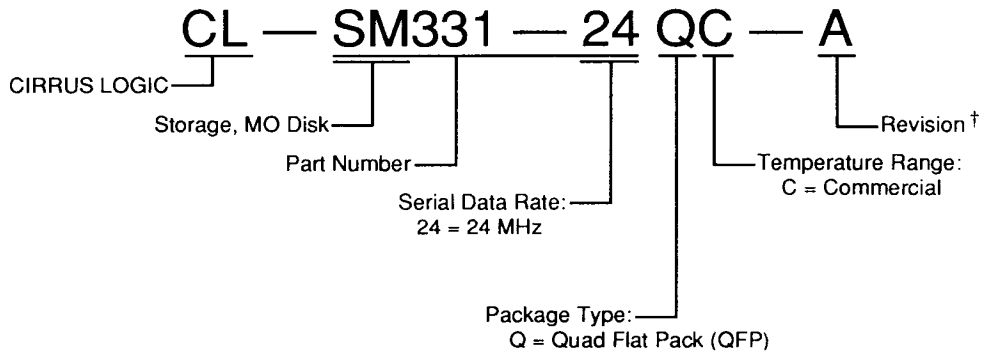 CL — SM331 — 24 QC — A
CIRRUS LOGIC
Storage, MO Disk
Revision †
Part Number
Temperature Range:
C = Commercial
Serial Data Rate:
24 = 24 MHz
Package Type:
Q = Quad Flat Pack (QFP)